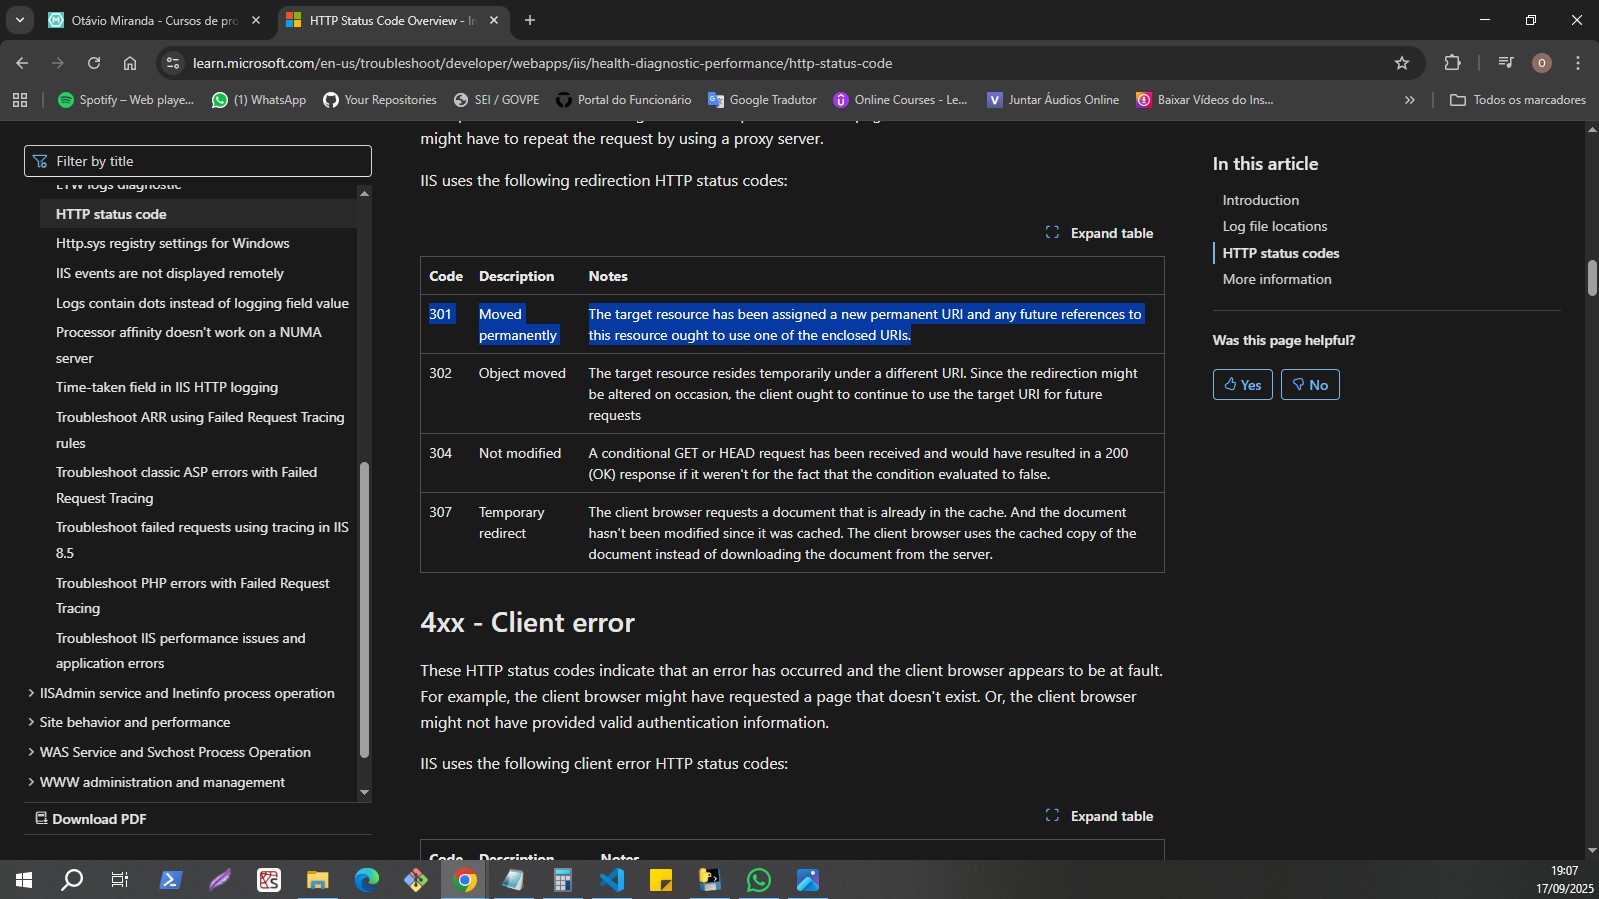 Otávio Miranda - Cursos de pro
HTTP Status Code Overview - In
learn.microsoft.com/en-us/troubleshoot/developer/webapps/iis/health-diagnostic-performance/http-status-code
O
Spotify – Web playe...
(1) WhatsApp
Your Repositories
SEI / GOVPE
Portal do Funcionário
Google Tradutor
Online Courses - Le...
V
Juntar Áudios Online
Baixar Vídeos do Ins...
»
Todos os marcadores
Filter by title
ETW logs diagnostic
HTTP status code
Http.sys registry settings for Windows
IIS events are not displayed remotely
Logs contain dots instead of logging field value
Processor affinity doesn't work on a NUMA
server
Time-taken field in IIS HTTP logging
Troubleshoot ARR using Failed Request Tracing
rules
Troubleshoot classic ASP errors with Failed
Request Tracing
Troubleshoot failed requests using tracing in IIS
8.5
Troubleshoot PHP errors with Failed Request
Tracing
Troubleshoot IIS performance issues and
application errors
IISAdmin service and Inetinfo process operation
Site behavior and performance
WAS Service and Svchost Process Operation
WWW administration and management
Download PDF
might have to repeat the request by using a proxy server.
IIS uses the following redirection HTTP status codes:
Expand table
Code Description Notes
301 Moved The target resource has been assigned a new permanent URI and any future references to
permanently this resource ought to use one of the enclosed URIs.
302 Object moved The target resource resides temporarily under a different URI. Since the redirection might
be altered on occasion, the client ought to continue to use the target URI for future
requests
304 Not modified A conditional GET or HEAD request has been received and would have resulted in a 200
(OK) response if it weren't for the fact that the condition evaluated to false.
307 Temporary The client browser requests a document that is already in the cache. And the document
redirect hasn't been modified since it was cached. The client browser uses the cached copy of the
document instead of downloading the document from the server.
4xx - Client error
These HTTP status codes indicate that an error has occurred and the client browser appears to be at fault.
For example, the client browser might have requested a page that doesn't exist. Or, the client browser
might not have provided valid authentication information.
IIS uses the following client error HTTP status codes:
Expand table
Code Description Notes
In this article
Introduction
Log file locations
HTTP status codes
More information
Was this page helpful?
Yes
No
19:07
17/09/2025